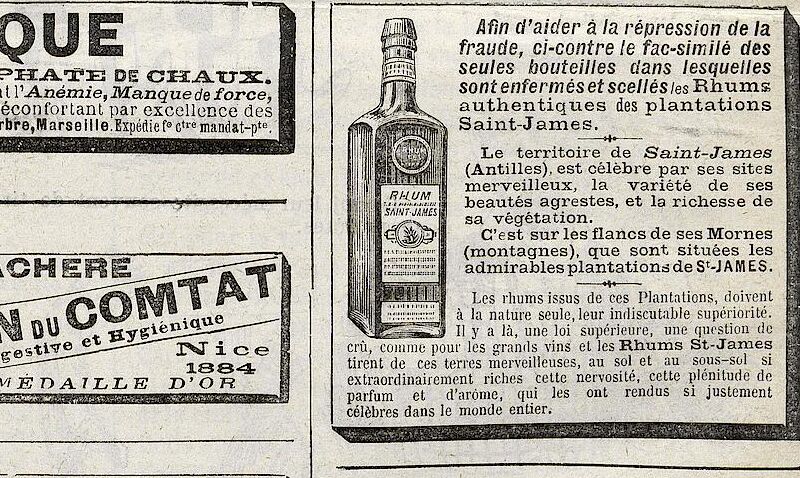 QUE
PHATE DE CHAUX.
l'Anémie, Manque de force,
éconfortant par excellence des
rbre, Marseille. Expédie fº ctre mandat-pte.
ACHERE
N DU COMTAT
gestive et Hygiénique
Nice
1884
MÉDAILLE D'OR
RHUM
SAINT-JAMES
Afin d'aider à la répression de la
fraude, ci-contre le fac-similé des
seules bouteilles dans lesquelles
sont enfermés et scellés les Rhums
authentiques des plantations
Saint-James.
Le territoire de Saint-James
(Antilles), est célèbre par ses sites
merveilleux, la variété de ses
beautés agrestes, et la richesse de
sa végétation.
C'est sur les flancs de ses Mornes
(montagnes), que sont situées les
admirables plantations de St-JAMES.
Les rhums issus de ces Plantations, doivent
à la nature seule, leur indiscutable supériorité.
Il y a là, une loi supérieure, une question de
crû, comme pour les grands vins et les Rhums St-James
tirent de ces terres merveilleuses, au sol et au sous-sol si
extraordinairement riches cette nervosité, cette plénitude de
parfum et d'arôme, qui les ont rendus si justement
célèbres dans le monde entier.